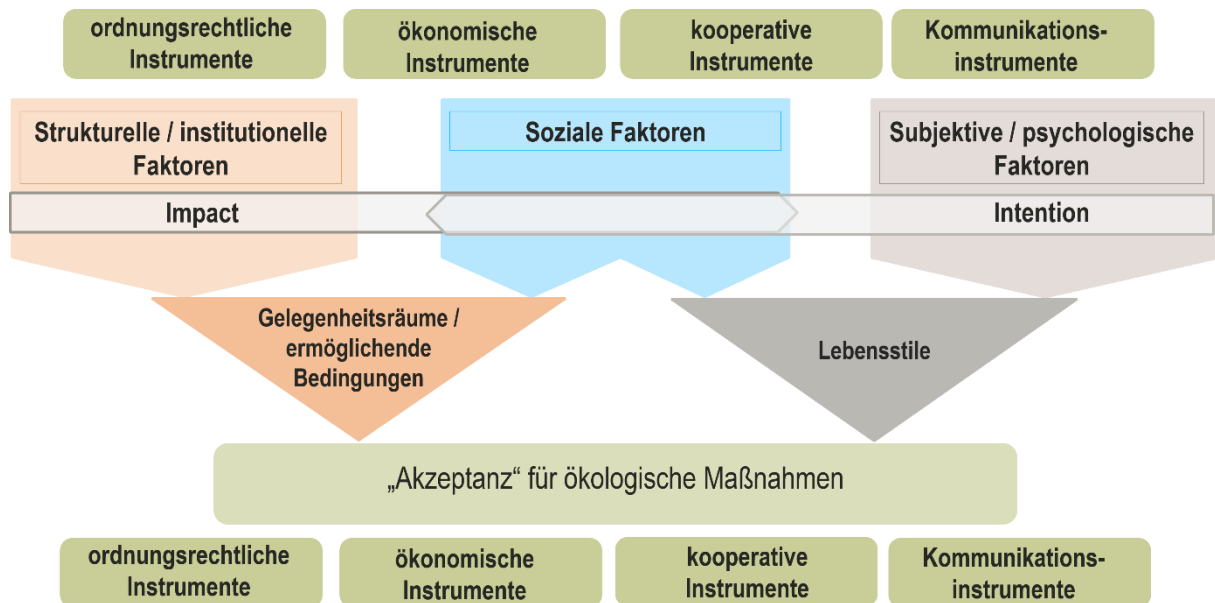 ordnungsrechtliche
Instrumente
ökonomische
Instrumente
kooperative
Instrumente
Kommunikations-
instrumente
Strukturelle / institutionelle
Faktoren
Soziale Faktoren
Subjektive / psychologische
Faktoren
Impact
Intention
Gelegenheitsräume /
ermöglichende
Bedingungen
Lebensstile
„Akzeptanz“ für ökologische Maßnahmen
ordnungsrechtliche
Instrumente
ökonomische
Instrumente
kooperative
Instrumente
Kommunikations-
instrumente